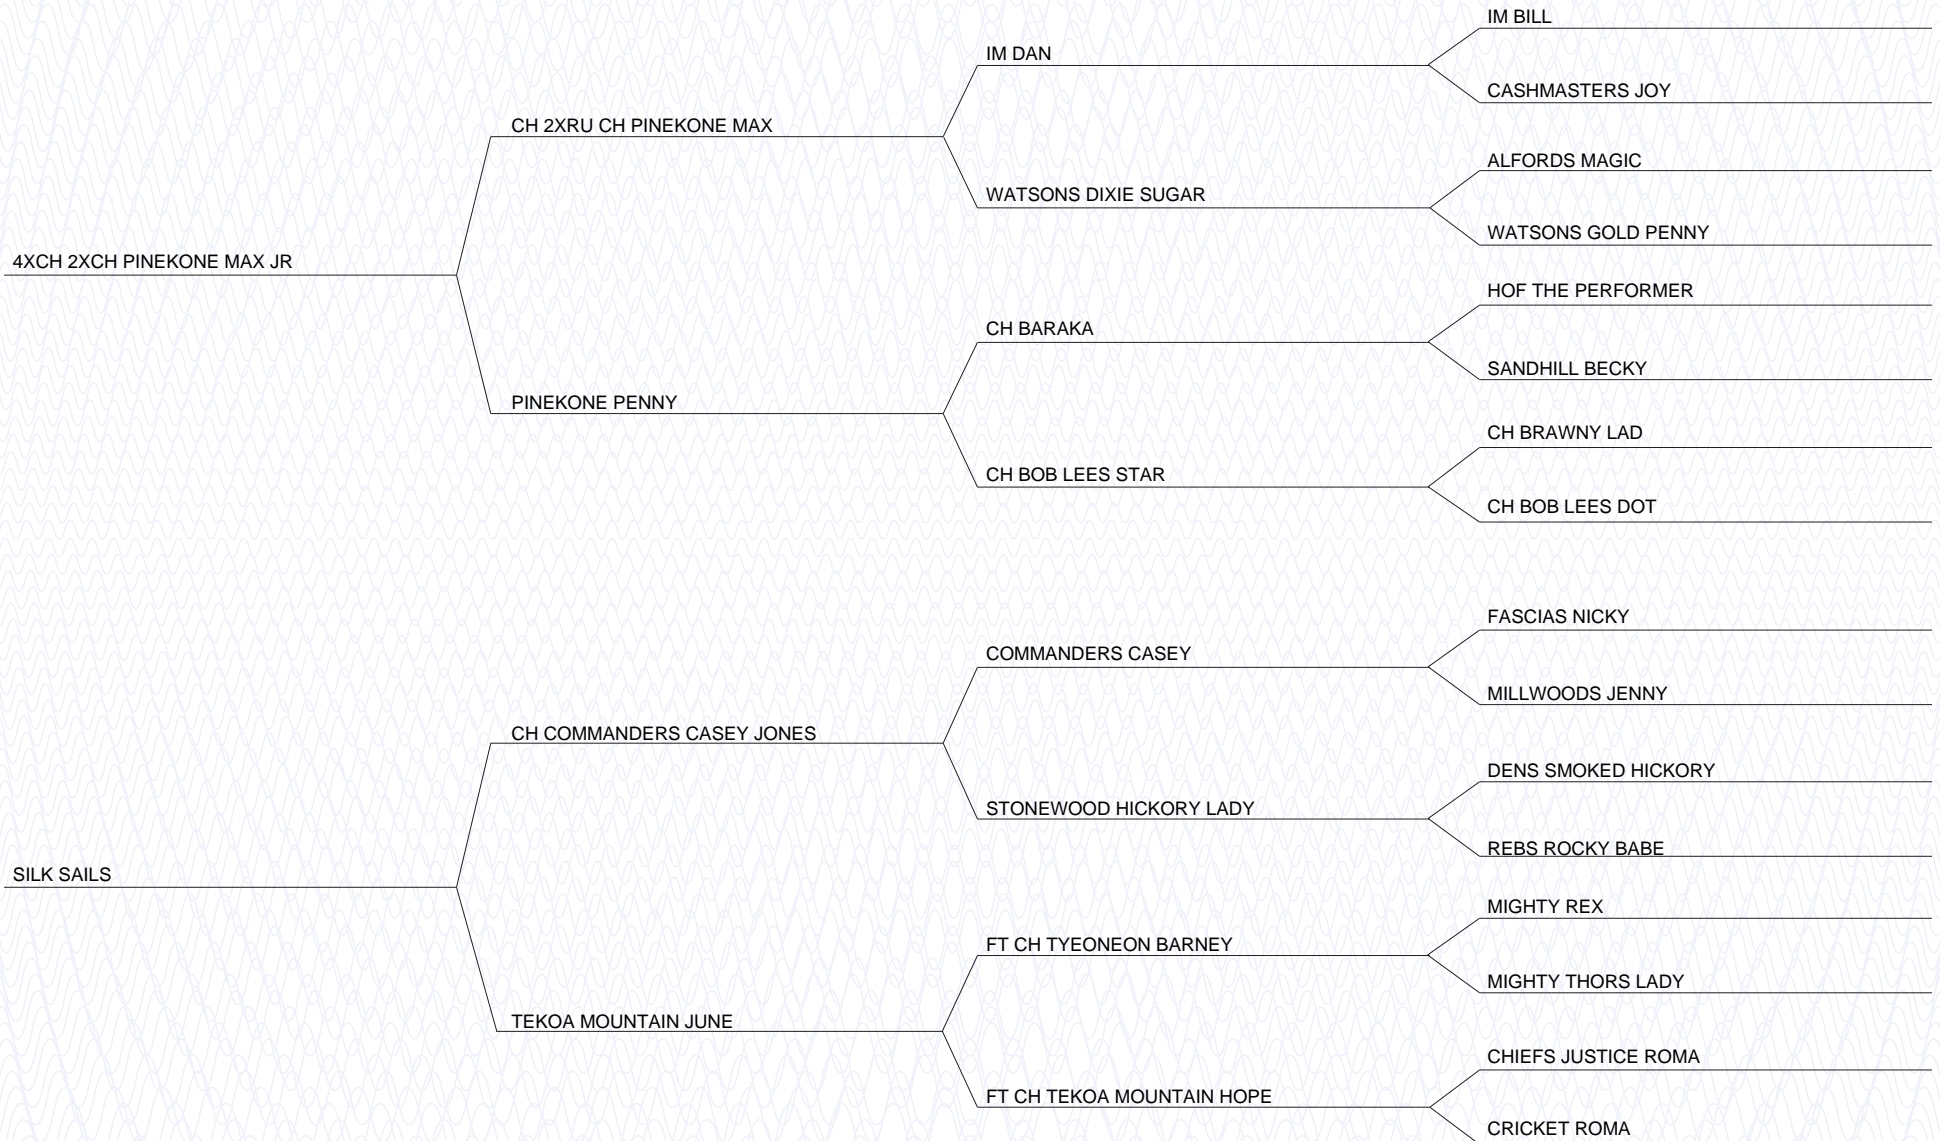 IM BILL
IM DAN
CASHMASTERS JOY
CH 2XRU CH PINEKONE MAX
ALFORDS MAGIC
WATSONS DIXIE SUGAR
WATSONS GOLD PENNY
4XCH 2XCH PINEKONE MAX JR
HOF THE PERFORMER
CH BARAKA
SANDHILL BECKY
PINEKONE PENNY
CH BRAWNY LAD
CH BOB LEES STAR
CH BOB LEES DOT
FASCIAS NICKY
COMMANDERS CASEY
MILLWOODS JENNY
CH COMMANDERS CASEY JONES
DENS SMOKED HICKORY
STONEWOOD HICKORY LADY
REBS ROCKY BABE
SILK SAILS
MIGHTY REX
FT CH TYEONEON BARNEY
MIGHTY THORS LADY
TEKOA MOUNTAIN JUNE
CHIEFS JUSTICE ROMA
FT CH TEKOA MOUNTAIN HOPE
CRICKET ROMA